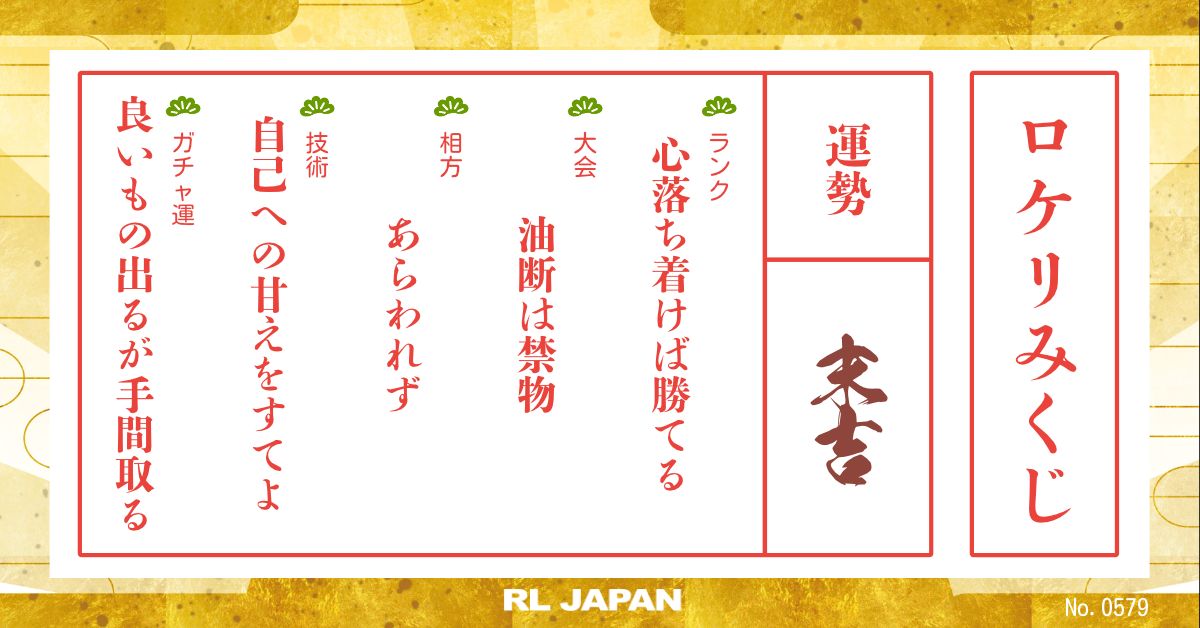 ロケリみくじ
運勢
末吉
ランク
心落ち着けば勝てる
大会
油断は禁物
相方
あらわれず
技術
自己への甘えをすてよ
ガチャ運
良いもの出るが手間取る
RL JAPAN
No. 0579